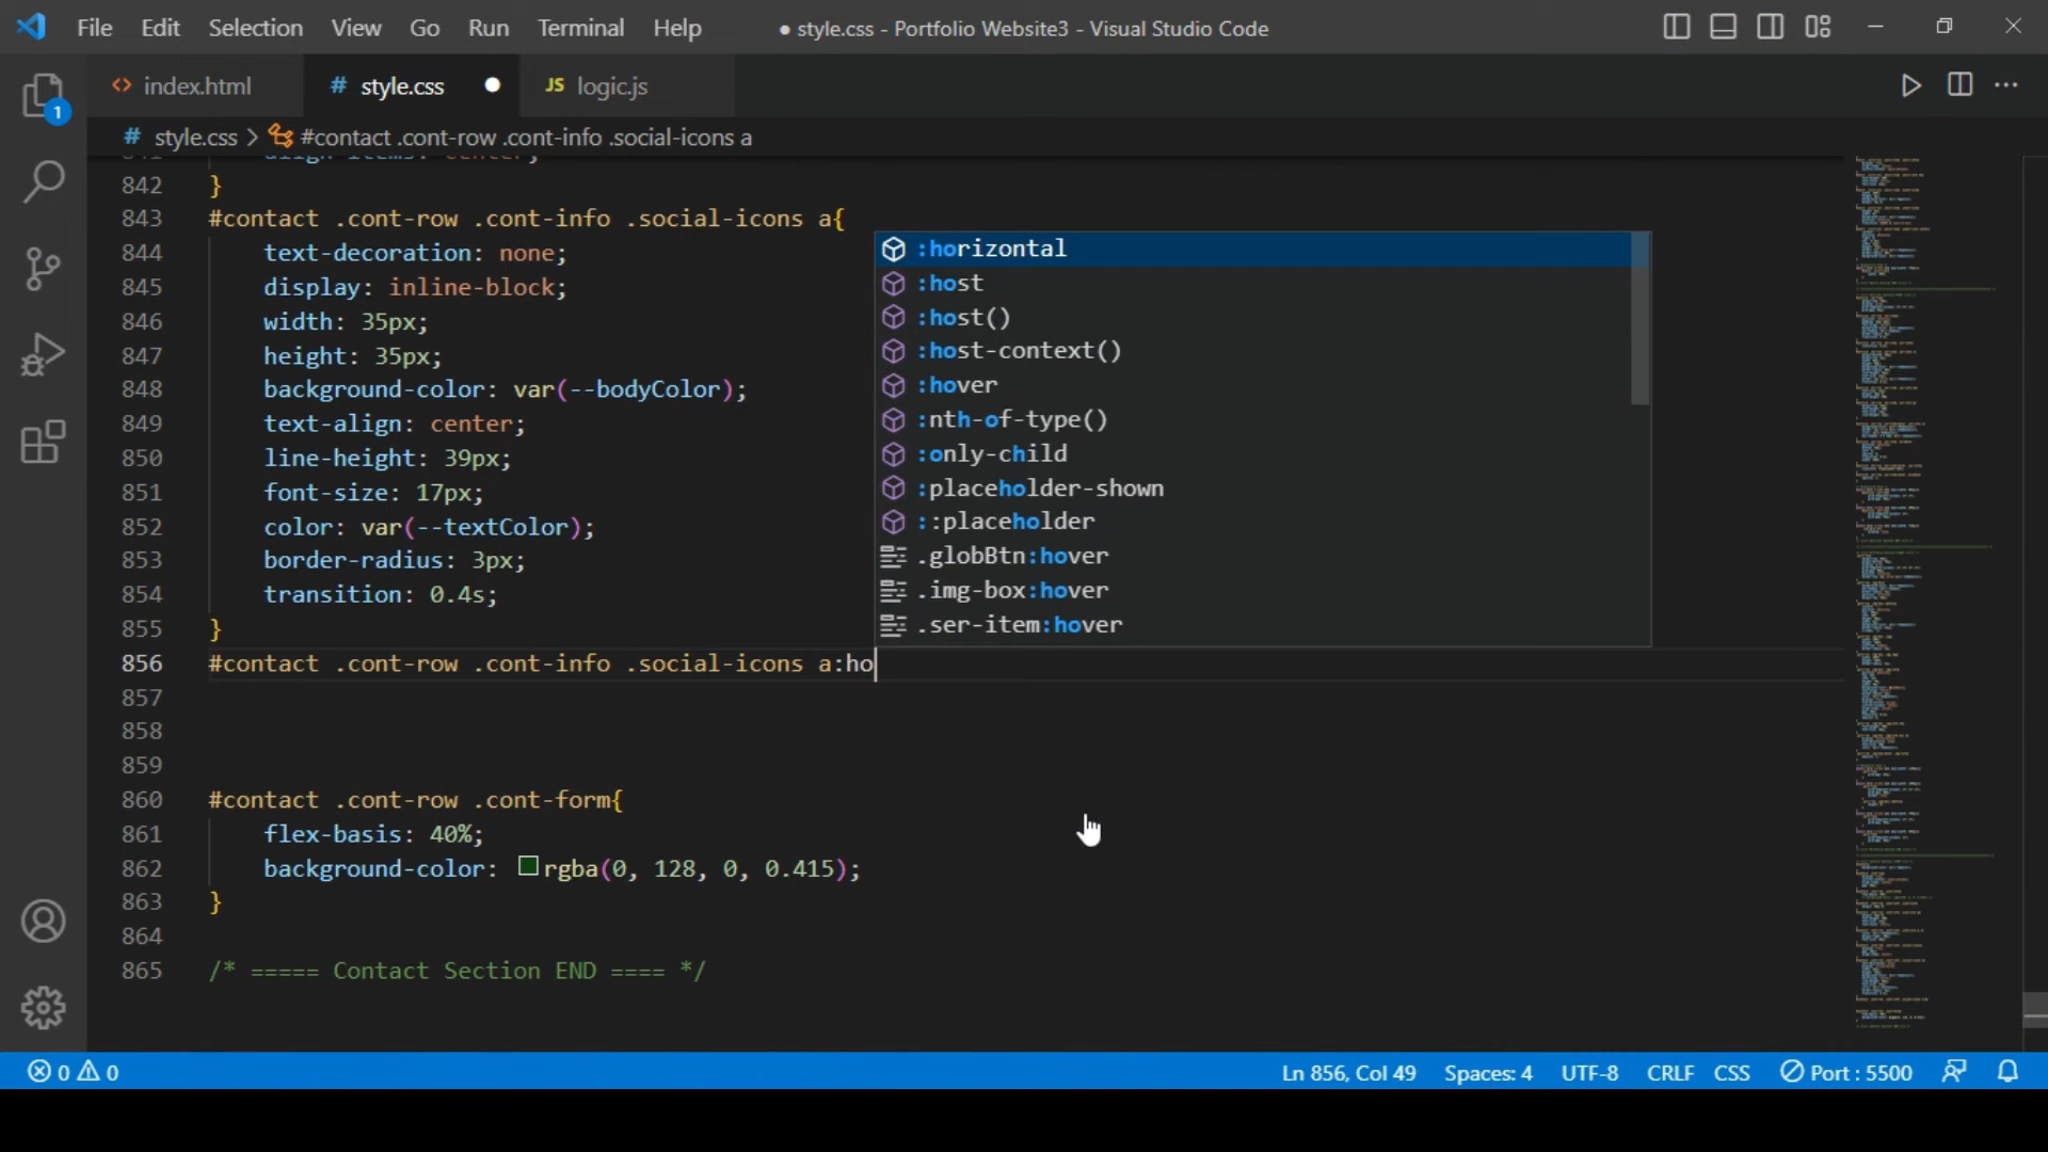 File Edit Selection View Go Run Terminal Help ● style.css - Portfolio Website3 - Visual Studio Code
<> index.html # style.css ● JS logic.js
# style.css > #contact .cont-row .cont-info .social-icons a
842 }
843 #contact .cont-row .cont-info .social-icons a{
844 text-decoration: none;
845 display: inline-block;
846 width: 35px;
847 height: 35px;
848 background-color: var(--bodyColor);
849 text-align: center;
850 line-height: 39px;
851 font-size: 17px;
852 color: var(--textColor);
853 border-radius: 3px;
854 transition: 0.4s;
855 }
856 #contact .cont-row .cont-info .social-icons a:ho
857
858
859
860 #contact .cont-row .cont-form{
861 flex-basis: 40%;
862 background-color: rgba(0, 128, 0, 0.415);
863 }
864
865 /* ===== Contact Section END ==== */
:horizontal
:host
:host()
:host-context()
:hover
:nth-of-type()
:only-child
:placeholder-shown
::placeholder
.globBtn:hover
.img-box:hover
.ser-item:hover
1
0 0 Ln 856, Col 49 Spaces: 4 UTF-8 CRLF CSS Port : 5500